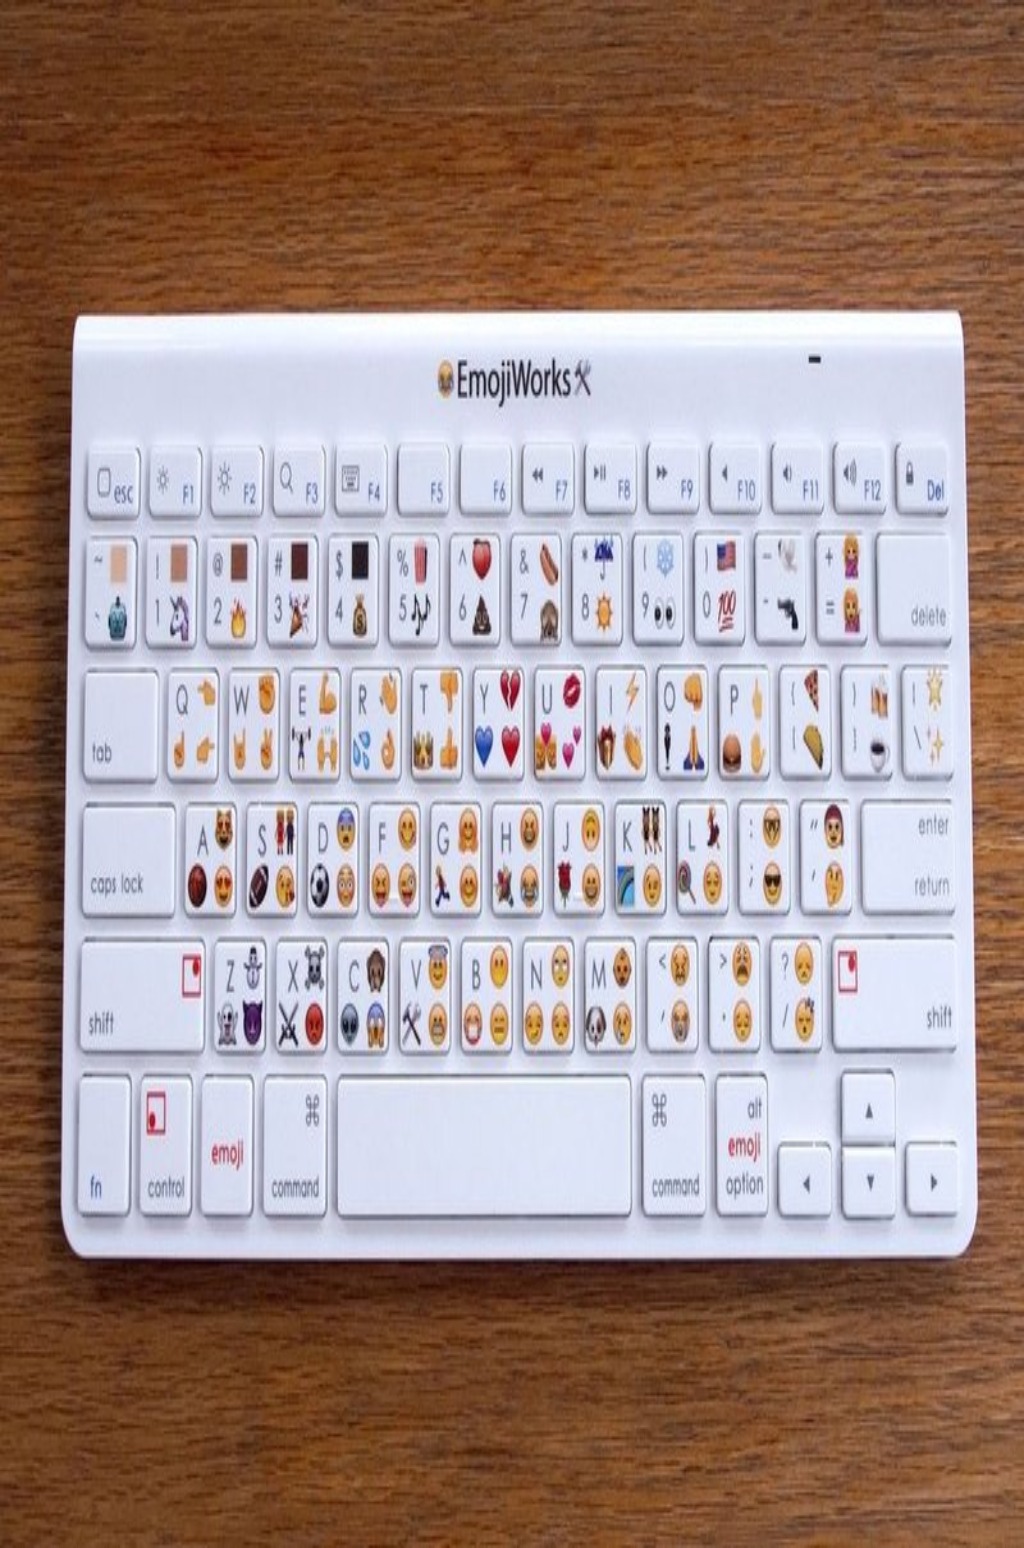 EmojiWorks
esc F1 F2 F3 F4 F5 F6 F7 F8 F9 F10 F11 F12 Del
~ ! @ # $ % ^ & * ( ) – +
` 1 2 3 4 5 6 7 8 9 0 - = delete
tab Q W E R T Y U I O P { [ } ] | \
caps lock A S D F G H J K L : ; " ' enter return
shift Z X C V B N M < , > . ? / shift
fn control emoji ⌘ command ⌘ command alt emoji option